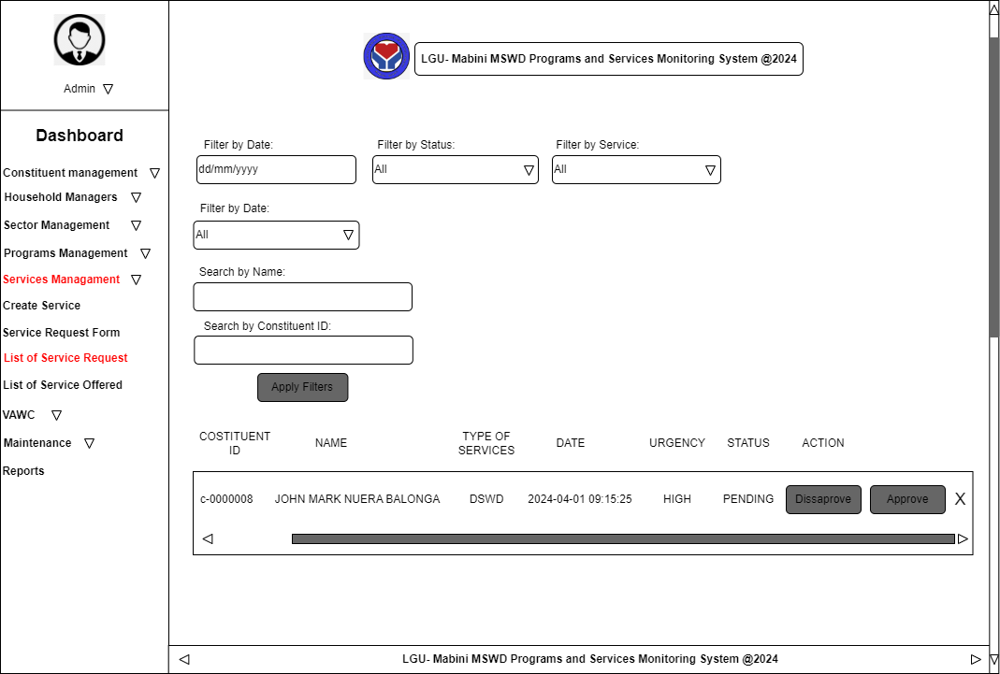 Admin
LGU- Mabini MSWD Programs and Services Monitoring System @2024
Dashboard
Constituent management
Household Managers
Sector Management
Programs Management
Services Managament
Create Service
Service Request Form
List of Service Request
List of Service Offered
VAWC
Maintenance
Reports
Filter by Date:
Filter by Status:
Filter by Service:
dd/mm/yyyy
All
All
Filter by Date:
All
Search by Name:
Search by Constituent ID:
Apply Filters
COSTITUENT
ID
NAME
TYPE OF
SERVICES
DATE
URGENCY
STATUS
ACTION
c-0000008
JOHN MARK NUERA BALONGA
DSWD
2024-04-01 09:15:25
HIGH
PENDING
Dissaprove
Approve
X
LGU- Mabini MSWD Programs and Services Monitoring System @2024